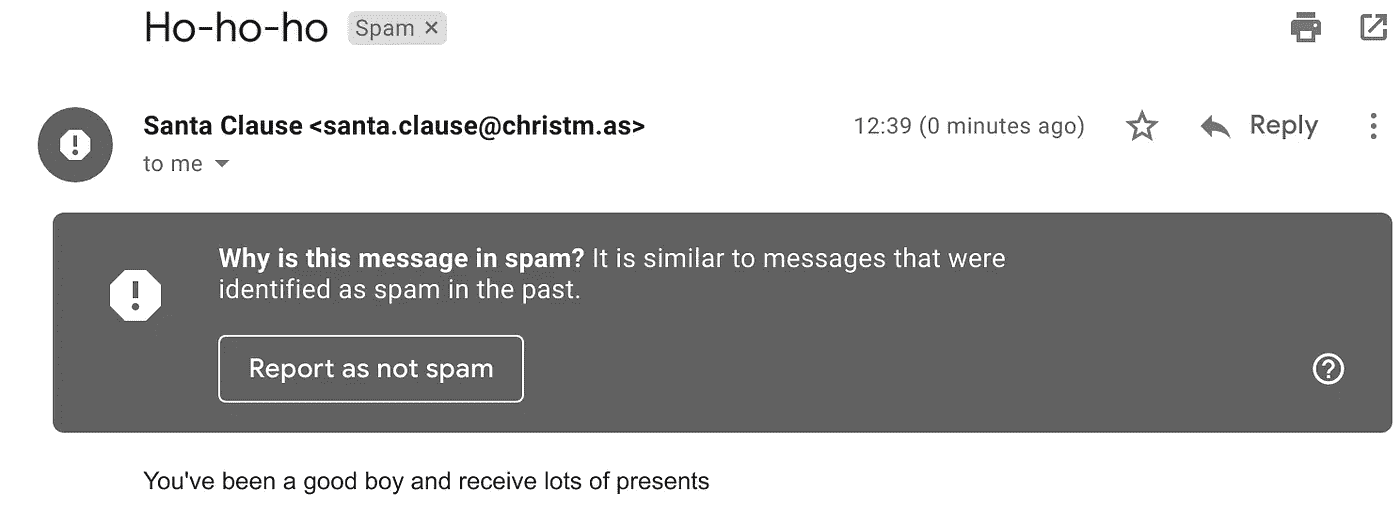 Ho-ho-ho Spam ×
Santa Clause <santa.clause@christm.as> 12:39 (0 minutes ago) Reply
to me
Why is this message in spam? It is similar to messages that were
identified as spam in the past.
Report as not spam
You've been a good boy and receive lots of presents